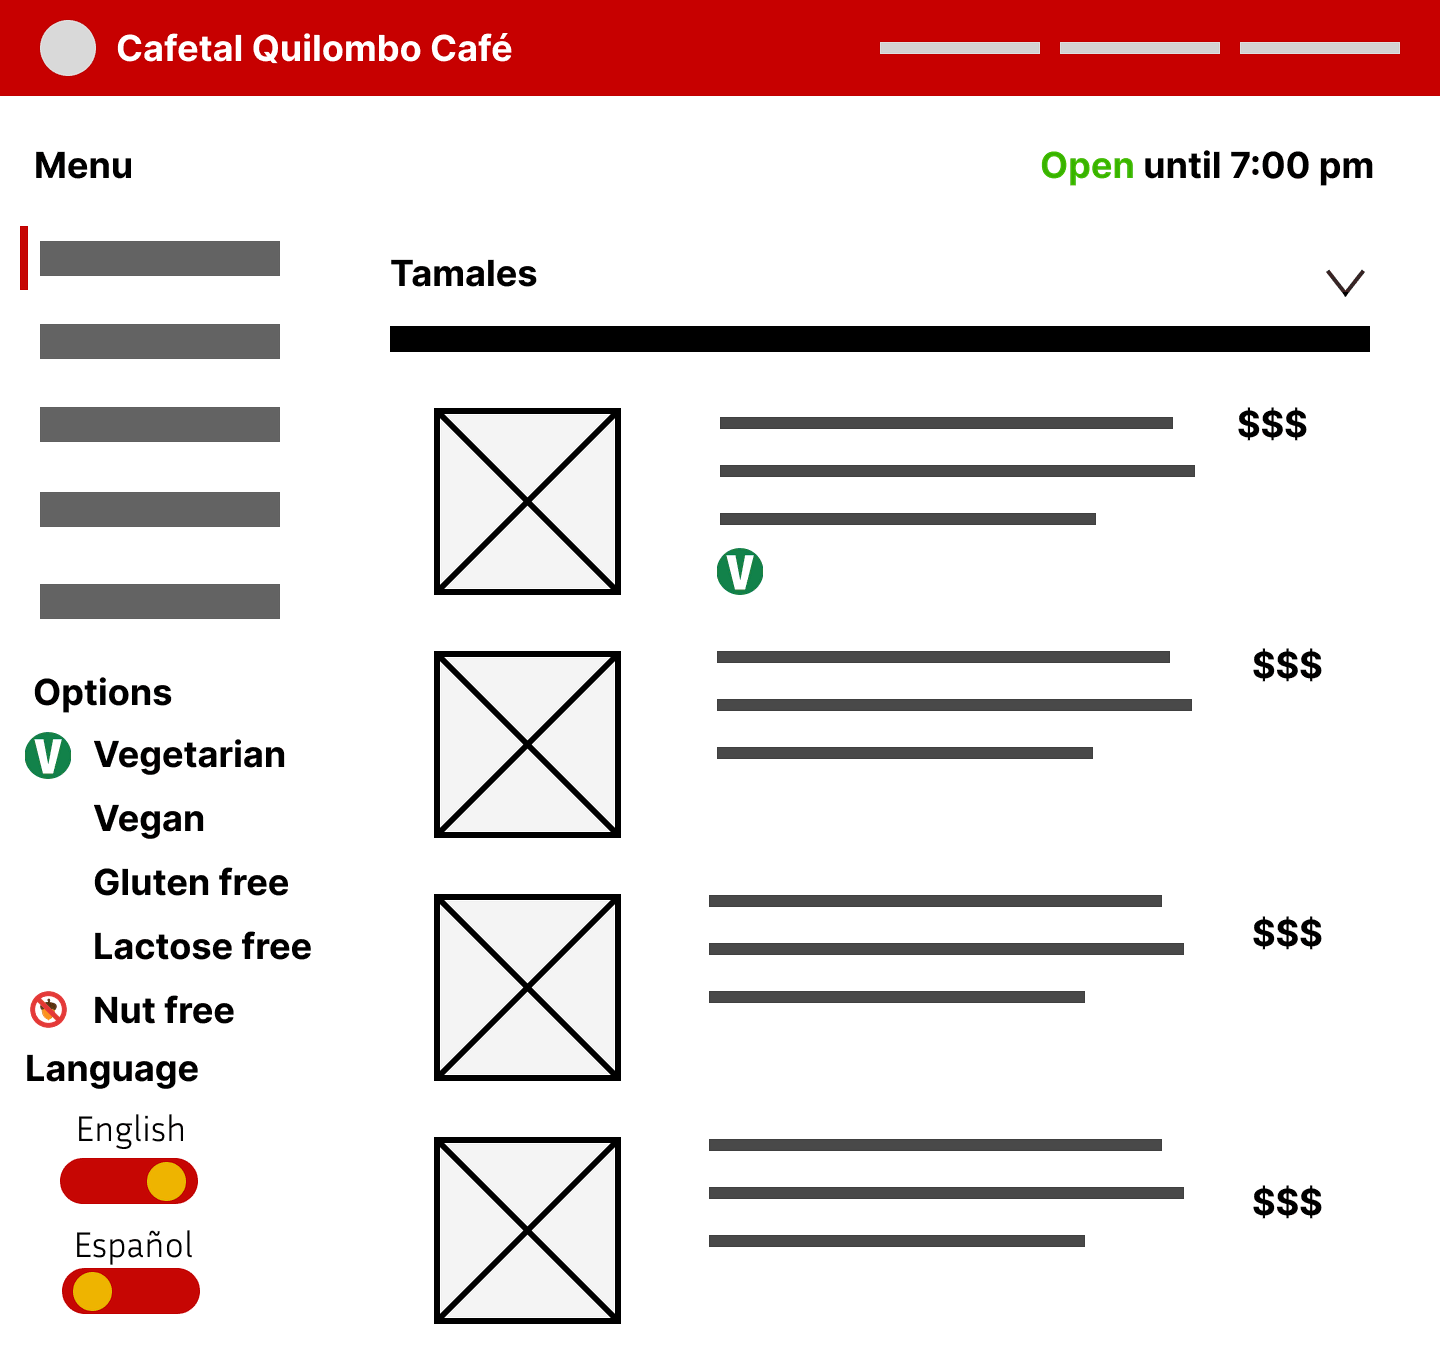 Cafetal Quilombo Café
Menu
Open until 7:00 pm
Tamales
$$$
V
$$$
Options
V Vegetarian
Vegan
Gluten free
$$$
Lactose free
Nut free
Language
English
$$$
Español